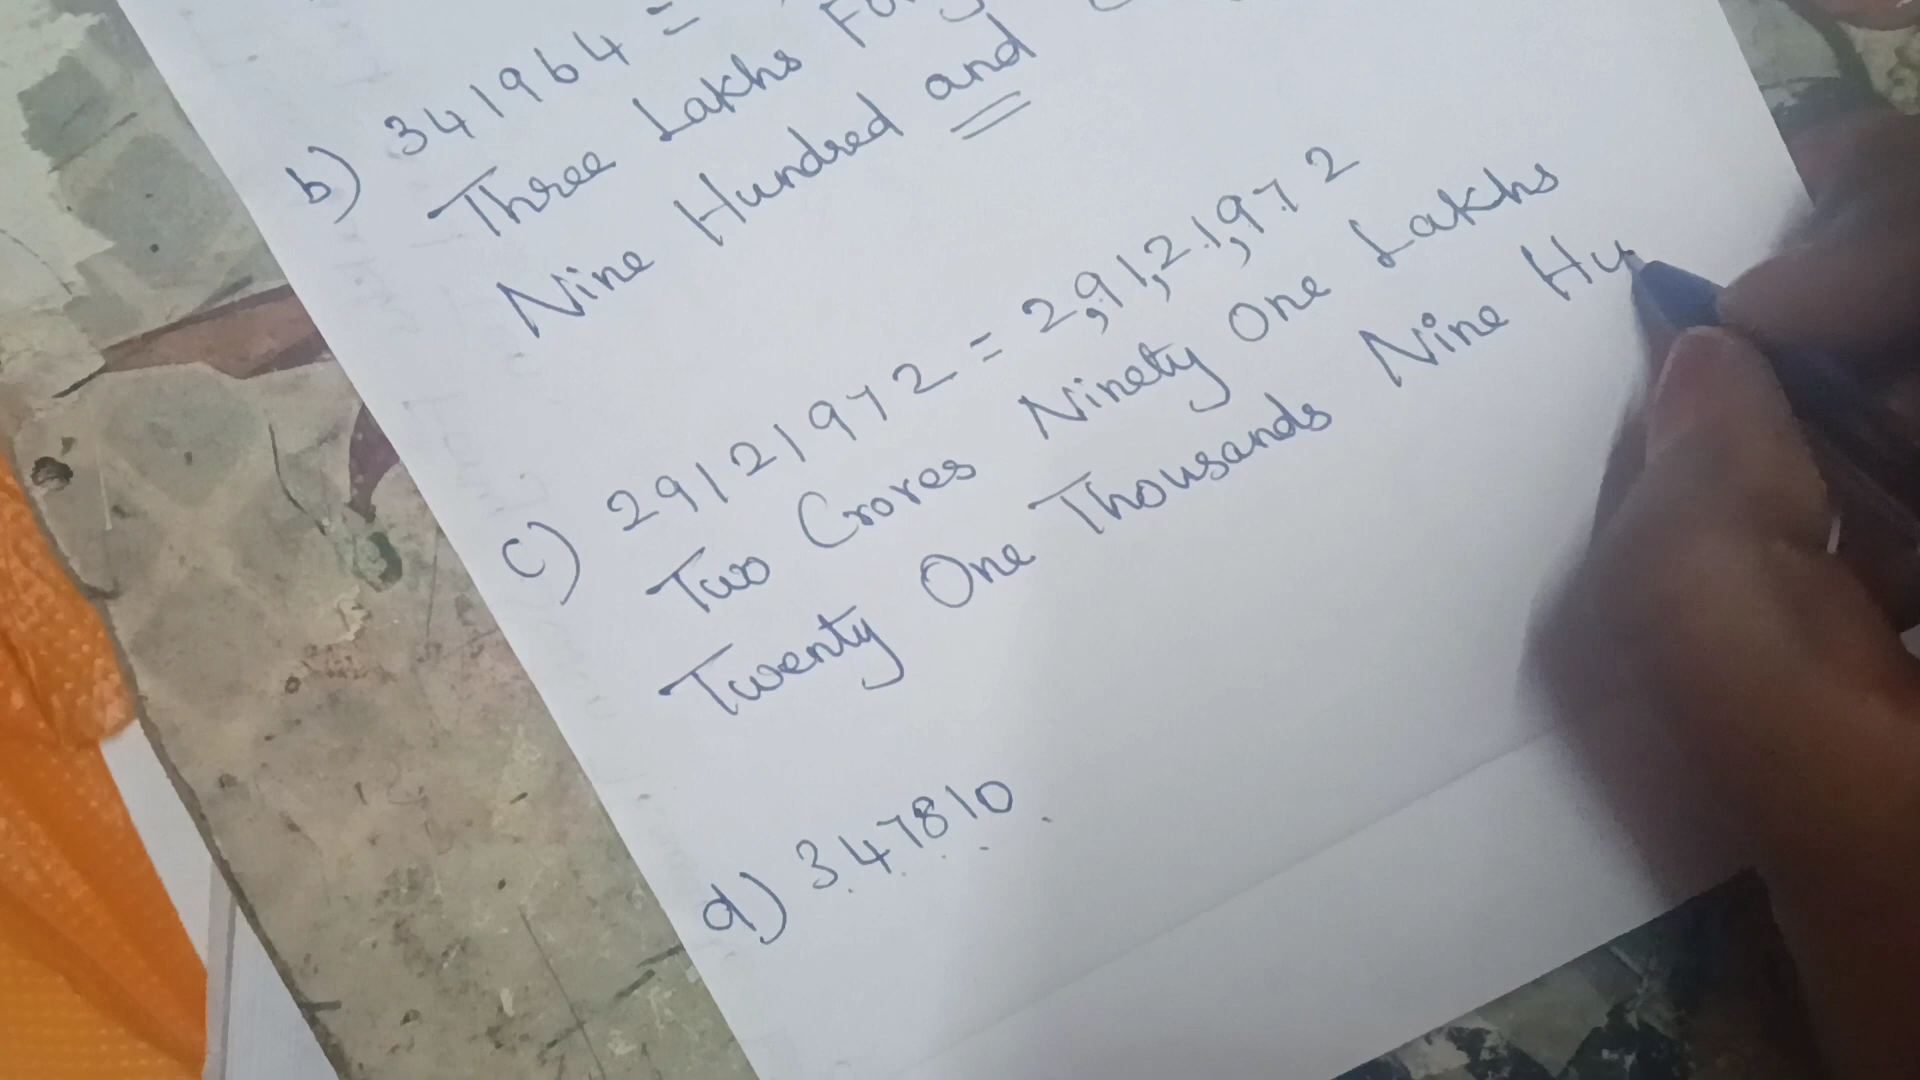 b) 341964 =
Three Lakhs
Nine Hundred and
c) 29121972 = 2,91,21,972
Two Crores Ninety One Lakhs
Twenty One Thousands Nine Hu
d) 347810